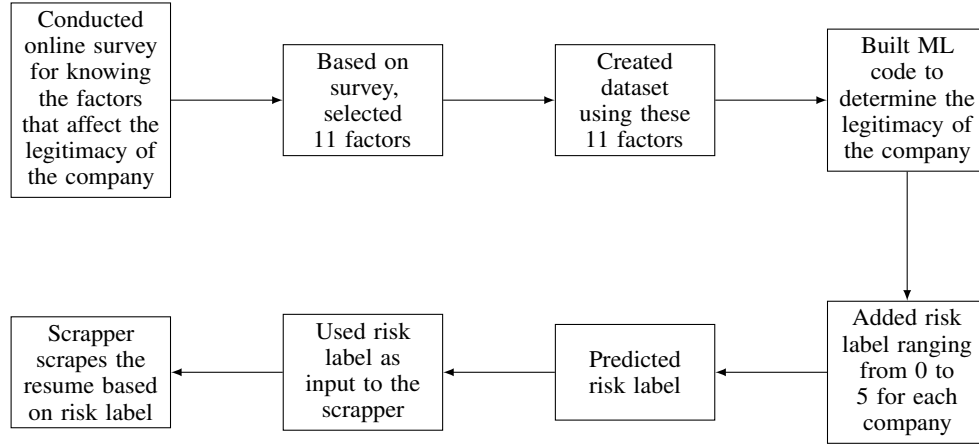 Conducted
online survey
for knowing
the factors
that affect the
legitimacy of
the company
Based on
survey,
selected
11 factors
Created
dataset
using these
11 factors
Built ML
code to
determine the
legitimacy
of the
company
Added risk
label ranging
from 0 to
5 for each
company
Predicted
risk label
Used risk
label as
input to the
scrapper
Scrapper
scrapes the
resume based
on risk label